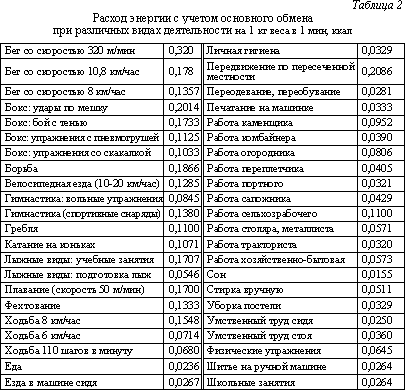 Таблица 2
Расход энергии с учетом основного обмена
при различных видах деятельности на 1 кг веса в 1 мин, ккал
Бег со скоростью 320 м/мин 0,320 Личная гигиена 0,0329
Бег со скоростью 10,8 км/час 0,178 Передвижение по пересеченной местности 0,2086
Бег со скоростью 8 км/час 0,1357 Переодевание, переобувание 0,0281
Бокс: удары по мешку 0,2014 Печатание на машинке 0,0333
Бокс: бой с тенью 0,1733 Работа каменщика 0,0952
Бокс: упражнения с пневмогрушей 0,1125 Работа комбайнера 0,0390
Бокс: упражнения со скакалкой 0,1033 Работа огородника 0,0806
Борьба 0,1866 Работа переплетчика 0,0405
Велосипедная езда (10-20 км/час) 0,1285 Работа портного 0,0321
Гимнастика: вольные упражнения 0,0845 Работа сапожника 0,0429
Гимнастика (спортивные снаряды) 0,1380 Работа сельхозрабочего 0,1100
Гребля 0,1100 Работа столяра, металлиста 0,0571
Катание на коньках 0,1071 Работа тракториста 0,0320
Лыжные виды: учебные занятия 0,1707 Работа хозяйственно-бытовая 0,0573
Лыжные виды: подготовка лыж 0,0546 Сон 0,0155
Плавание (скорость 50 м/мин) 0,1700 Стирка вручную 0,0511
Фехтование 0,1333 Уборка постели 0,0329
Ходьба 8 км/час 0,1548 Умственный труд сидя 0,0250
Ходьба 6 км/час 0,0714 Умственный труд стоя 0,0360
Ходьба 110 шагов в минуту 0,0680 Физические упражнения 0,0645
Еда 0,0236 Шитье на ручной машине 0,0264
Езда в машине сидя 0,0267 Школьные занятия 0,0264